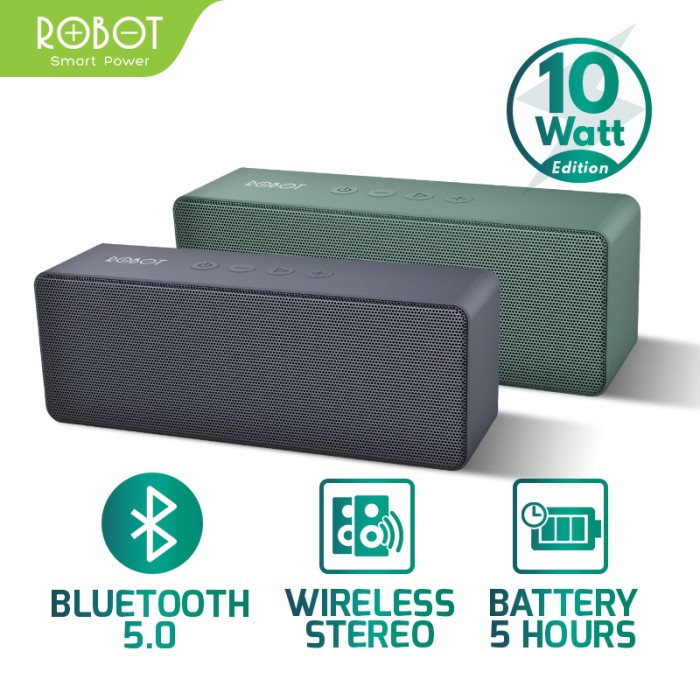 ROBOT
Smart Power
10
Watt
Edition
ROBOT
ROBOT
BLUETOOTH
5.0
WIRELESS
STEREO
BATTERY
5 HOURS